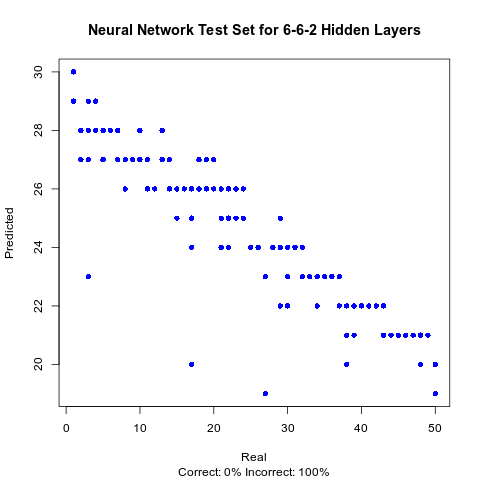 Neural Network Test Set for 6-6-2 Hidden Layers
30
28
26
24
22
20
Predicted
0 10 20 30 40 50
Real
Correct: 0% Incorrect: 100%